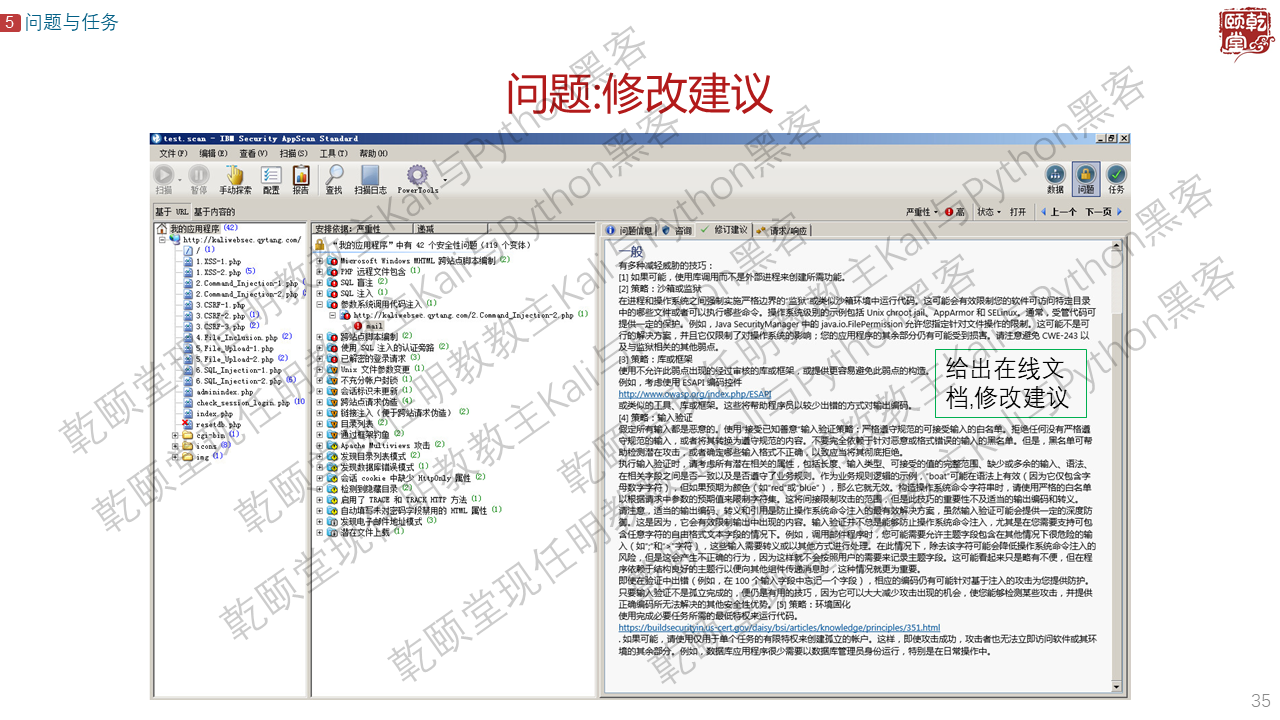 5 问题与任务
乾颐堂
问题:修改建议
test.scan - IBM Security AppScan Standard
文件(F) 编辑(E) 查看(V) 扫描(S) 工具(T) 帮助(H)
扫描 暂停 手动探索 配置 报告 查找 扫描日志 PowerTools 数据 问题 任务
基于 URL 基于内容的 严重性 高 状态 打开 上一个 下一页
我的应用程序 (42)
http://kaliwebsec.qytang.com/
/ (1)
1.XSS-1.php
1.XSS-2.php (5)
2.Command_Injection-1.php
2.Command_Injection-2.php
3.CSRF-1.php
3.CSRF-2.php (1)
3.CSRF-3.php (2)
4.File_Inclusion.php (2)
5.File_Upload-1.php
5.File_Upload-2.php (2)
6.SQL_Injection-1.php
6.SQL_Injection-2.php (6)
adminindex.php
check_session_login.php (10
index.php
resetdb.php
cgi-bin (1)
icons (3)
img (1)
安排依据: 严重性 递减
“我的应用程序”中有 42 个安全性问题 (119 个变体)
Microsoft Windows MHTML 跨站点脚本编制 (2)
PHP 远程文件包含 (1)
SQL 盲注 (2)
SQL 注入 (1)
参数系统调用代码注入 (1)
http://kaliwebsec.qytang.com/2.Command_Injection-2.php (1)
mail
跨站点脚本编制 (2)
使用 SQL 注入的认证旁路 (2)
已解密的登录请求 (3)
Unix 文件参数变更 (1)
不充分帐户封锁 (1)
会话标识未更新 (1)
跨站点请求伪造 (4)
链接注入（便于跨站请求伪造） (2)
目录列表 (2)
通过框架钓鱼 (2)
Apache Multiviews 攻击 (2)
发现目录列表模式 (2)
发现数据库错误模式 (1)
会话 cookie 中缺少 HttpOnly 属性 (2)
检测到隐藏目录 (2)
启用了 TRACE 和 TRACK HTTP 方法 (1)
自动填写未对密码字段禁用的 HTML 属性 (1)
发现电子邮件地址模式 (3)
潜在文件上载 (1)
问题信息 咨询 修订建议 请求/响应
一般
有多种减轻威胁的技巧：
[1] 如果可能，使用库调用而不是外部进程来创建所需功能。
[2] 策略：沙箱或监狱
在进程和操作系统之间强制实施严格边界的“监狱”或类似沙箱环境中运行代码。这可能会有效限制您的软件可访问特定目录
中的哪些文件或者可以执行哪些命令。操作系统级别的示例包括 Unix chroot jail、AppArmor 和 SELinux。通常，受管代码可
提供一定的保护。例如，Java SecurityManager 中的 java.io.FilePermission 允许您指定针对文件操作的限制。这可能不是可
行的解决方案，并且它仅限制了对操作系统的影响；您的应用程序的其余部分仍有可能受到损害。请注意避免 CWE-243 以
及与监狱相关的其他弱点。
[3] 策略：库或框架
使用不允许此弱点出现的经过审核的库或框架，或提供更容易避免此弱点的构造。
例如，考虑使用 ESAPI 编码控件
http://www.owasp.org/index.php/ESAPI
或类似的工具、库或框架。这些将帮助程序员以较少出错的方式对输出编码。
给出在线文
档,修改建议
[4] 策略：输入验证
假定所有输入都是恶意的。使用“接受已知善意”输入验证策略：严格遵守规范的可接受输入的白名单。拒绝任何没有严格遵
守规范的输入，或者将其转换为遵守规范的内容。不要完全依赖于针对恶意或格式错误的输入的黑名单。但是，黑名单可帮
助检测潜在攻击，或者确定哪些输入格式不正确，以致应当将其彻底拒绝。
执行输入验证时，请考虑所有潜在相关的属性，包括长度、输入类型、可接受的值的完整范围、缺少或多余的输入、语法、
在相关字段之间是否一致以及是否遵守了业务规则。作为业务规则逻辑的示例，“boat”可能在语法上有效（因为它仅包含字
母数字字符），但如果预期为颜色（如“red”或“blue”），那么它就无效。构造操作系统命令字符串时，请使用严格的白名单
以根据请求中参数的预期值来限制字符集。这将间接限制攻击的范围，但是此技巧的重要性不及适当的输出编码和转义。
请注意，适当的输出编码、转义和引用是防止操作系统命令注入的最有效解决方案，虽然输入验证可能会提供一定的深度防
御。这是因为，它会有效限制输出中出现的内容。输入验证并不总是能够防止操作系统命令注入，尤其是在您需要支持可包
含任意字符的自由格式文本字段的情况下。例如，调用邮件程序时，您可能需要允许主题字段包含在其他情况下很危险的输
入（如“;”和“>”字符），这些输入需要转义或以其他方式进行处理。在此情况下，除去该字符可能会降低操作系统命令注入的
风险，但是这会产生不正确的行为，因为这样就不会按照用户的需要来记录主题字段。这可能看起来只是略有不便，但在程
序依赖于结构良好的主题行以便向其他组件传递消息时，这种情况就更为重要。
即使在验证中出错（例如，在 100 个输入字段中忘记一个字段），相应的编码仍有可能针对基于注入的攻击为您提供防护。
只要输入验证不是孤立完成的，便仍是有用的技巧，因为它可以大大减少攻击出现的机会，使您能够检测某些攻击，并提供
正确编码所无法解决的其他安全性优势。[5] 策略：环境固化
使用完成必要任务所需的最低特权来运行代码。
https://buildsecurityin.us-cert.gov/daisy/bsi/articles/knowledge/principles/351.html
. 如果可能，请使用仅用于单个任务的有限特权来创建孤立的帐户。这样，即使攻击成功，攻击者也无法立即访问软件或其环
境的其余部分。例如，数据库应用程序很少需要以数据库管理员身份运行，特别是在日常操作中。
乾颐堂现任明教教主Kali与Python黑客
35